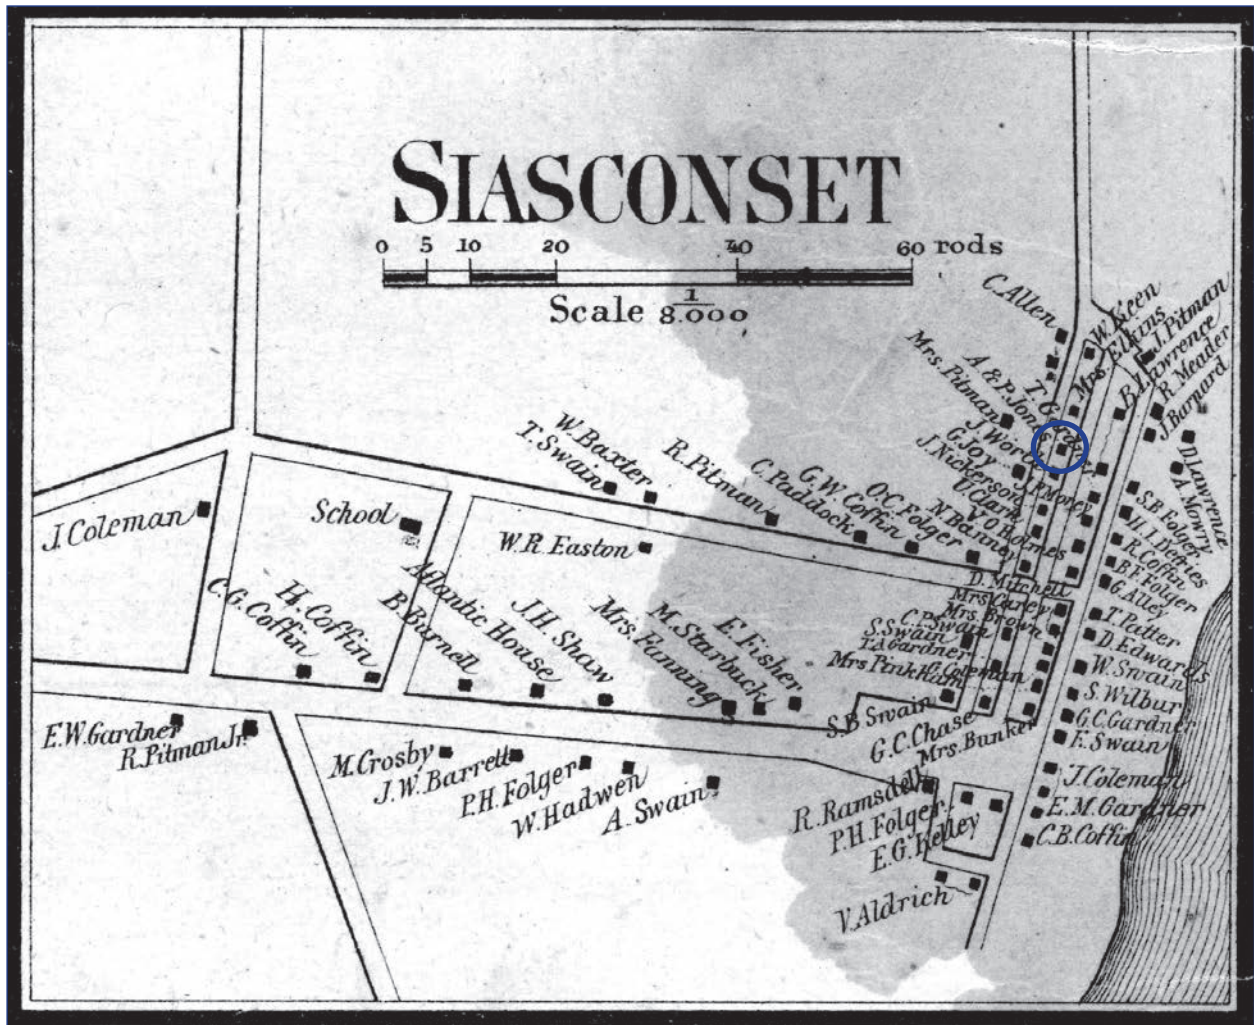 SIASCONSET
0 5 10 20 40 60 rods
Scale 1/8.000
C. Allen
W. Keen
Mrs. Elkins
J. Pitman
B. Lawrence
R. Meader
J. Barnard
Mrs. Pitman
A & P. Jones
T. G
J. Wor
G. Joy
J. Nickerson
U. Clark
V. O. Holmes
D. Lawrence
A. Mowry
W. Baxter
T. Swain
R. Pitman
C. Paddock
G. W. Coffin
O. C. Folger
N. Bonney
S. B. Folger
H. I. Defries
R. Coffin
B. F. Folger
G. Alley
J. Coleman
School
W. R. Easton
D. Mitchell
Mrs. Carey
Mrs. Brown
C. P. Swain
S. Swain
Gardner
G. Coleman
Mrs Pinkham
T. Patter
D. Edwards
W. Swain
S. Wilbur
G. C. Gardner
E. Swain
C. G. Coffin
H. Coffin
Atlantic House
B. Burnell
J. H. Shaw
Mrs. Fanning
M. Starbuck
E. Fisher
S. B Swain
G. C. Chase
Mrs. Bunker
E. W. Gardner
R. Pitman Jr.
M. Crosby
J. W. Barrett
P. H. Folger
W. Hadwen
A. Swain
R. Ramsdell
P. H. Folger
E. G. Kelley
V. Aldrich
J. Coleman
E. M. Gardner
C. B. Coffin